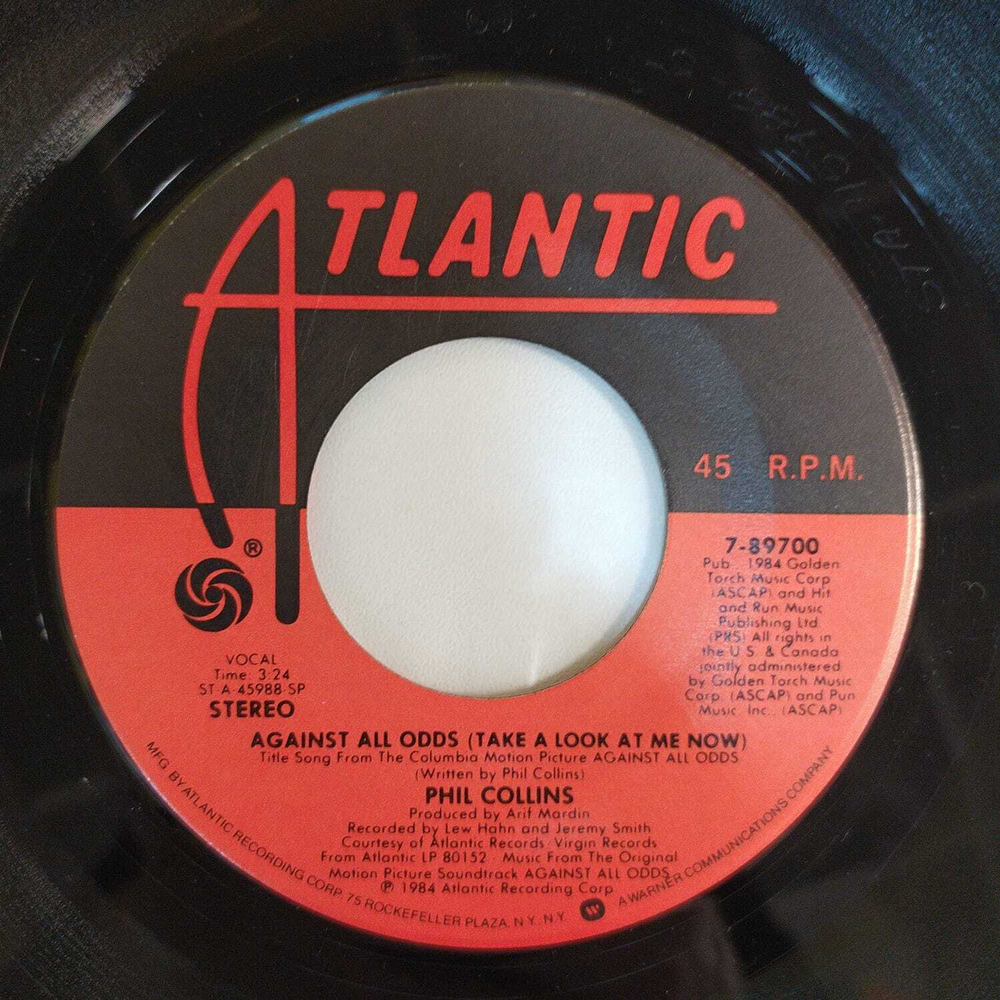 ATLANTIC
45 R.P.M.
®
7-89700
Pub. 1984 Golden
Torch Music Corp
(ASCAP) and Hit
and Run Music
Publishing Ltd
(PRS) All rights in
the U.S. & Canada
jointly administered
by Golden Torch Music
Corp. (ASCAP) and Pun
Music, Inc., (ASCAP)
VOCAL
Time: 3:24
ST-A-45988-SP
STEREO
AGAINST ALL ODDS (TAKE A LOOK AT ME NOW)
Title Song From The Columbia Motion Picture AGAINST ALL ODDS
(Written by Phil Collins)
PHIL COLLINS
Produced by Arif Mardin
Recorded by Lew Hahn and Jeremy Smith
Courtesy of Atlantic Records/Virgin Records
From Atlantic LP 80152 - Music From The Original
Motion Picture Soundtrack AGAINST ALL ODDS
℗ 1984 Atlantic Recording Corp
MFG. BY ATLANTIC RECORDING CORP. 75 ROCKEFELLER PLAZA, N.Y., N.Y. W A WARNER COMMUNICATIONS COMPANY